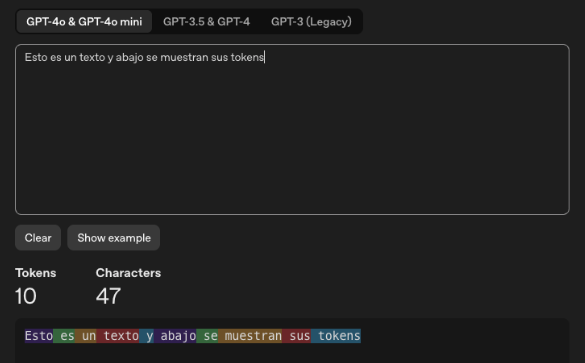 GPT-4o & GPT-4o mini GPT-3.5 & GPT-4 GPT-3 (Legacy)
Esto es un texto y abajo se muestran sus tokens
Clear Show example
Tokens Characters
10 47
Esto es un texto y abajo se muestran sus tokens